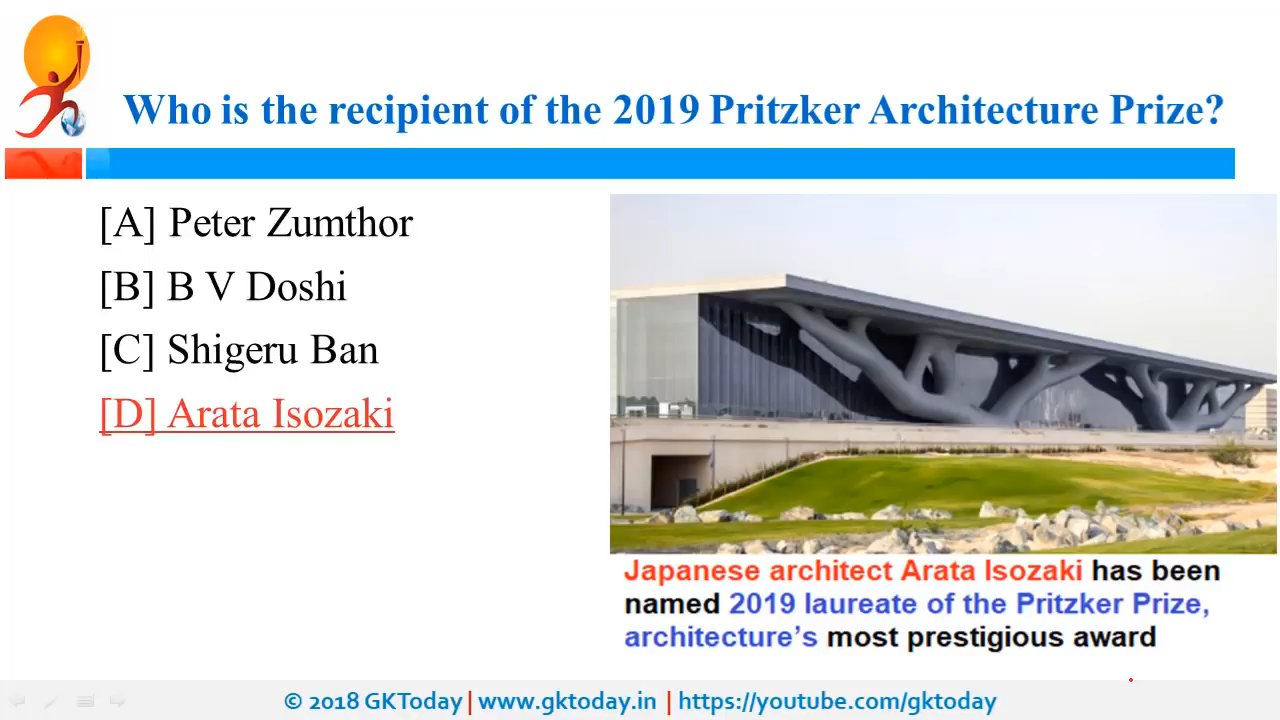 Who is the recipient of the 2019 Pritzker Architecture Prize?
[A] Peter Zumthor
[B] B V Doshi
[C] Shigeru Ban
[D] Arata Isozaki
Japanese architect Arata Isozaki has been
named 2019 laureate of the Pritzker Prize,
architecture’s most prestigious award
© 2018 GKToday | www.gktoday.in | https://youtube.com/gktoday